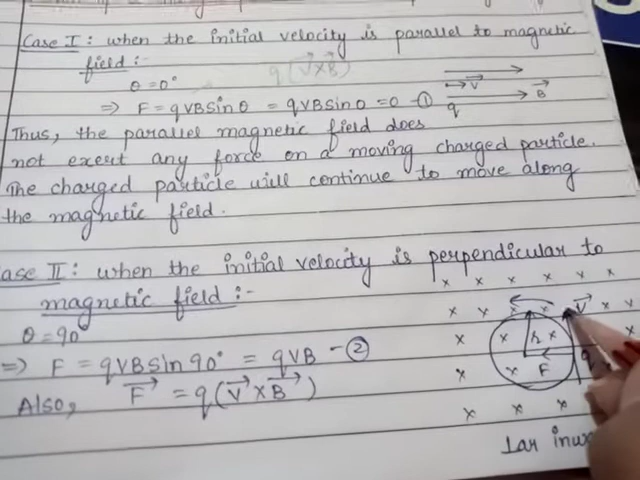 Case I : when the initial velocity is parallel to magnetic
field :-
q(V×B)
θ = 0°
⇒ F = qVBSinθ = qVBSin0 = 0 - ①
V
B
q
Thus, the parallel magnetic field does
not exert any force on a moving charged particle.
The charged particle will continue to move along
the magnetic field.
ase II : when the initial velocity is perpendicular to
magnetic field :-
θ = 90°
⇒ F = qVBSin 90° = qVB - ②
Also, F = q(V×B)
V
r
F
q